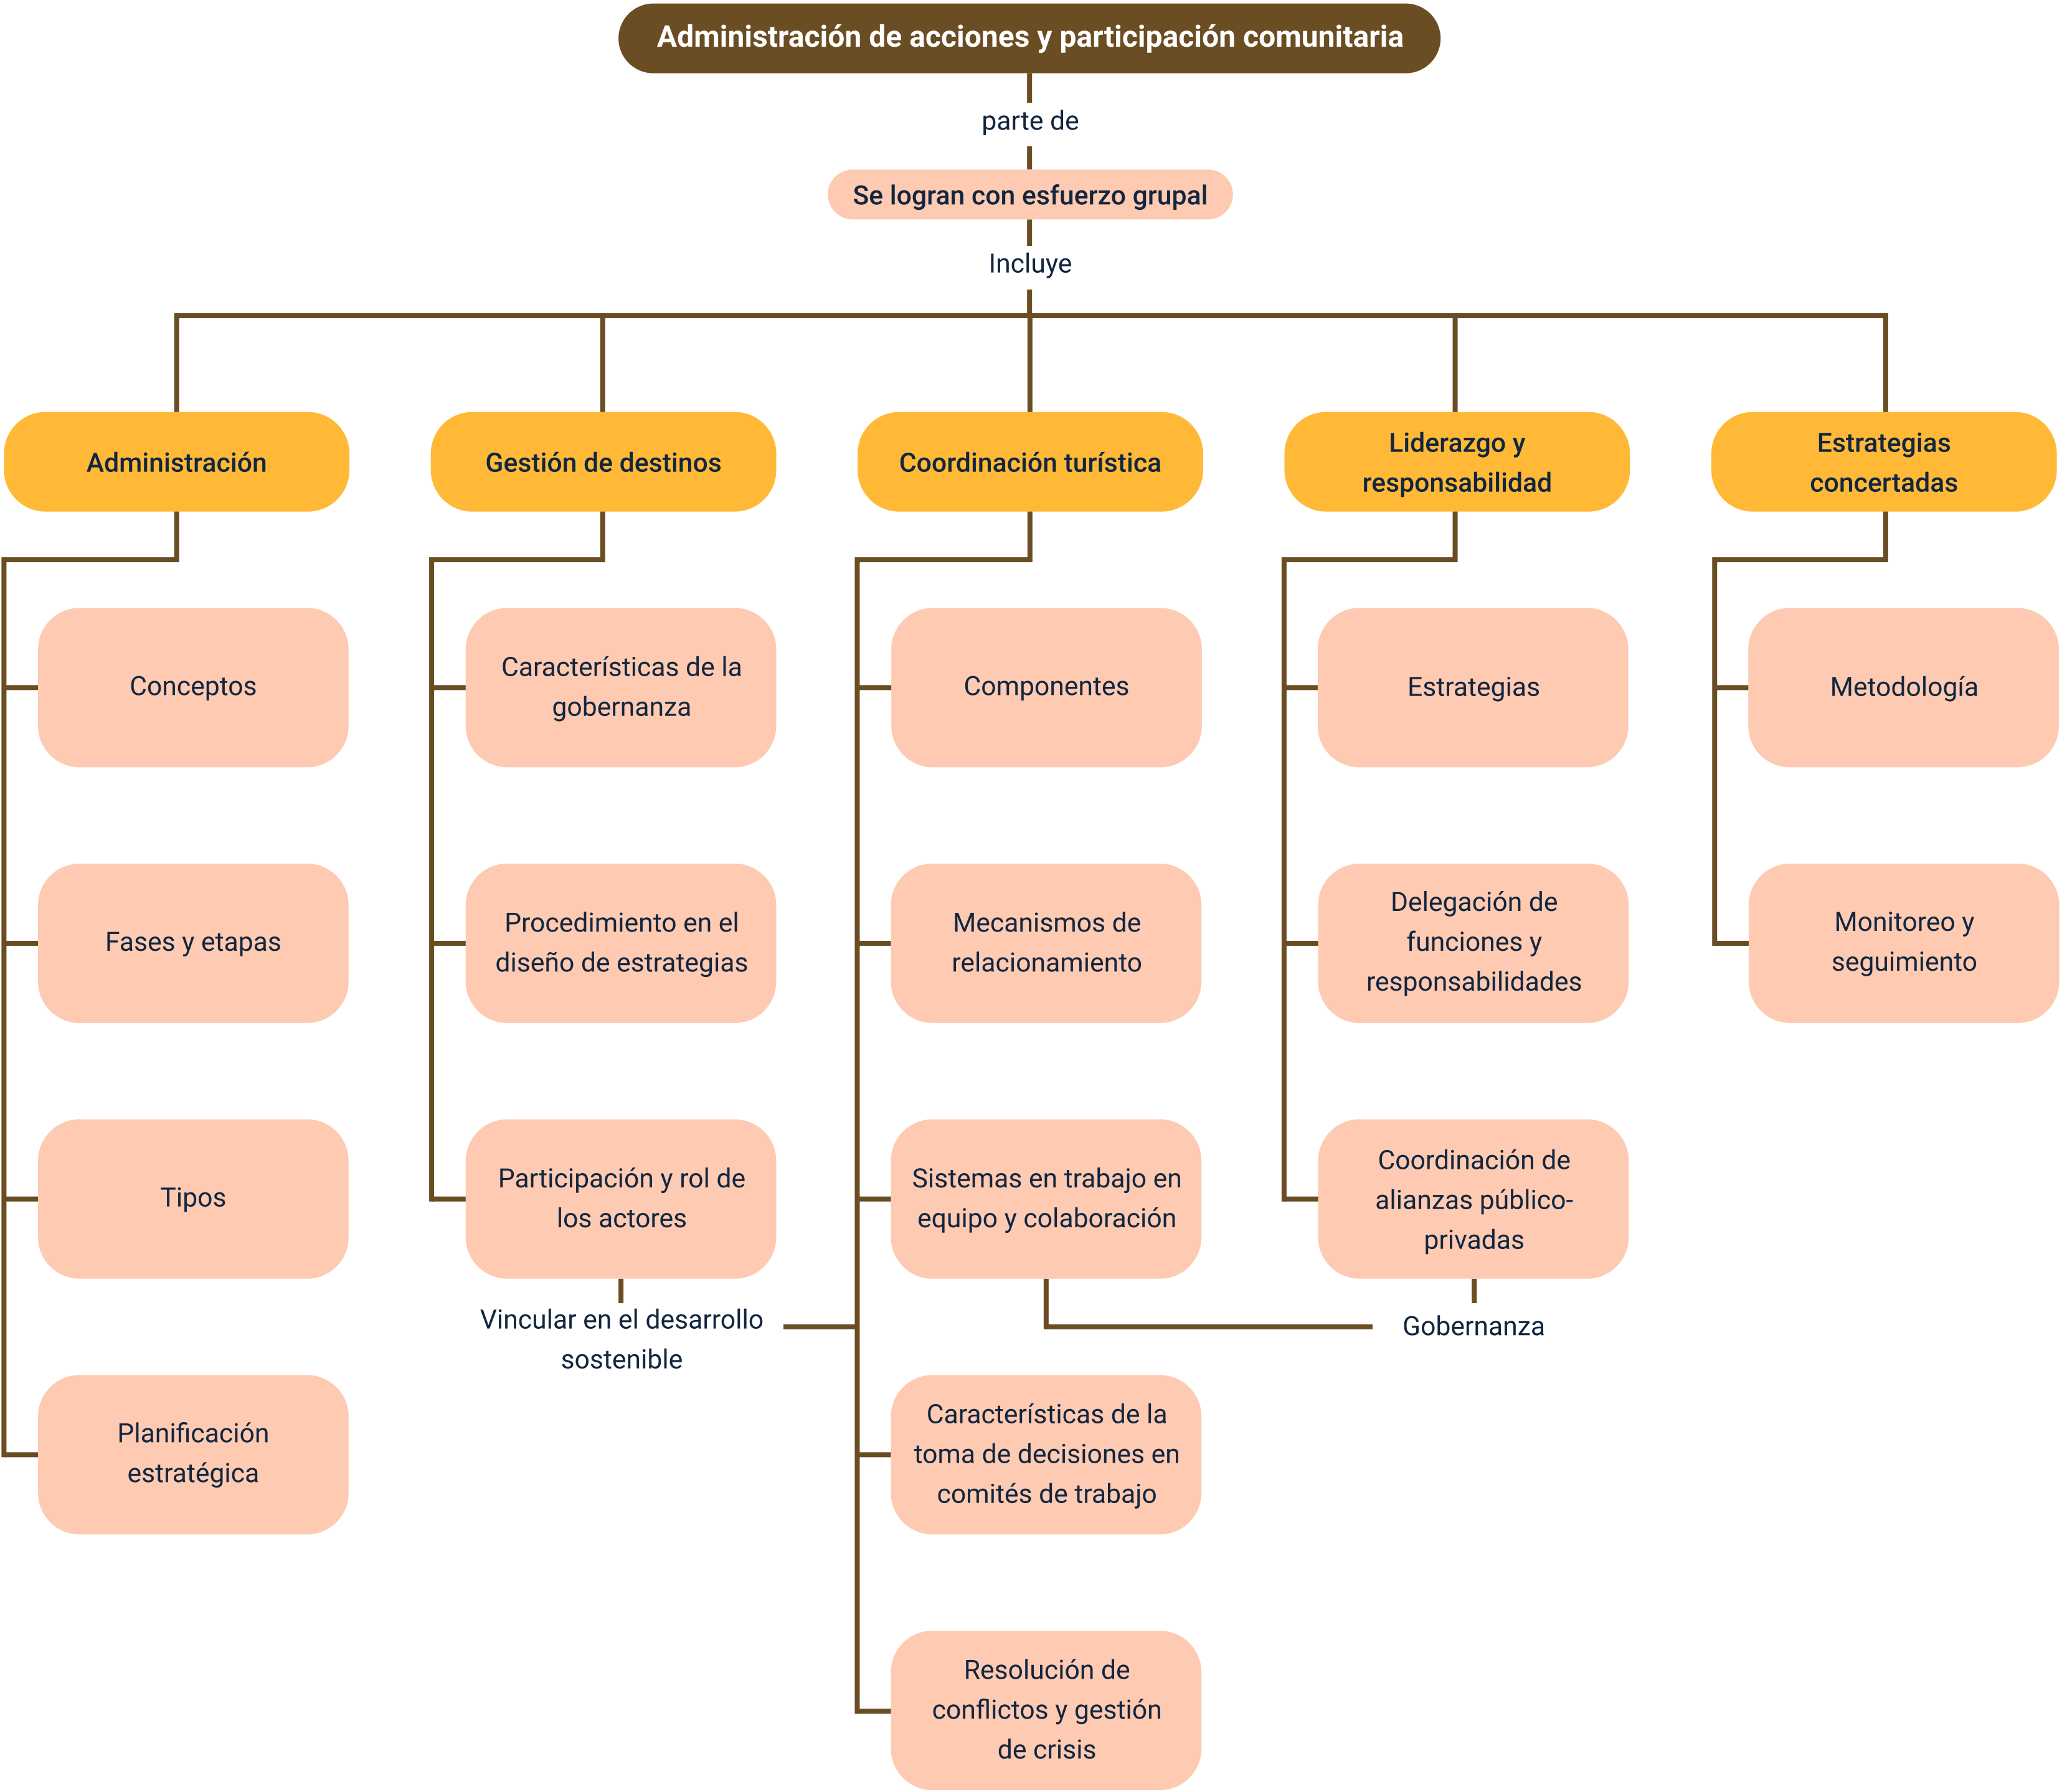 Administración de acciones y participación comunitaria
parte de
Se logran con esfuerzo grupal
Incluye
Administración
Conceptos
Fases y etapas
Tipos
Planificación
estratégica
Gestión de destinos
Características de la
gobernanza
Procedimiento en el
diseño de estrategias
Participación y rol de
los actores
Vincular en el desarrollo
sostenible
Coordinación turística
Componentes
Mecanismos de
relacionamiento
Sistemas en trabajo en
equipo y colaboración
Características de la
toma de decisiones en
comités de trabajo
Resolución de
conflictos y gestión
de crisis
Liderazgo y
responsabilidad
Estrategias
Delegación de
funciones y
responsabilidades
Coordinación de
alianzas público-
privadas
Gobernanza
Estrategias
concertadas
Metodología
Monitoreo y
seguimiento